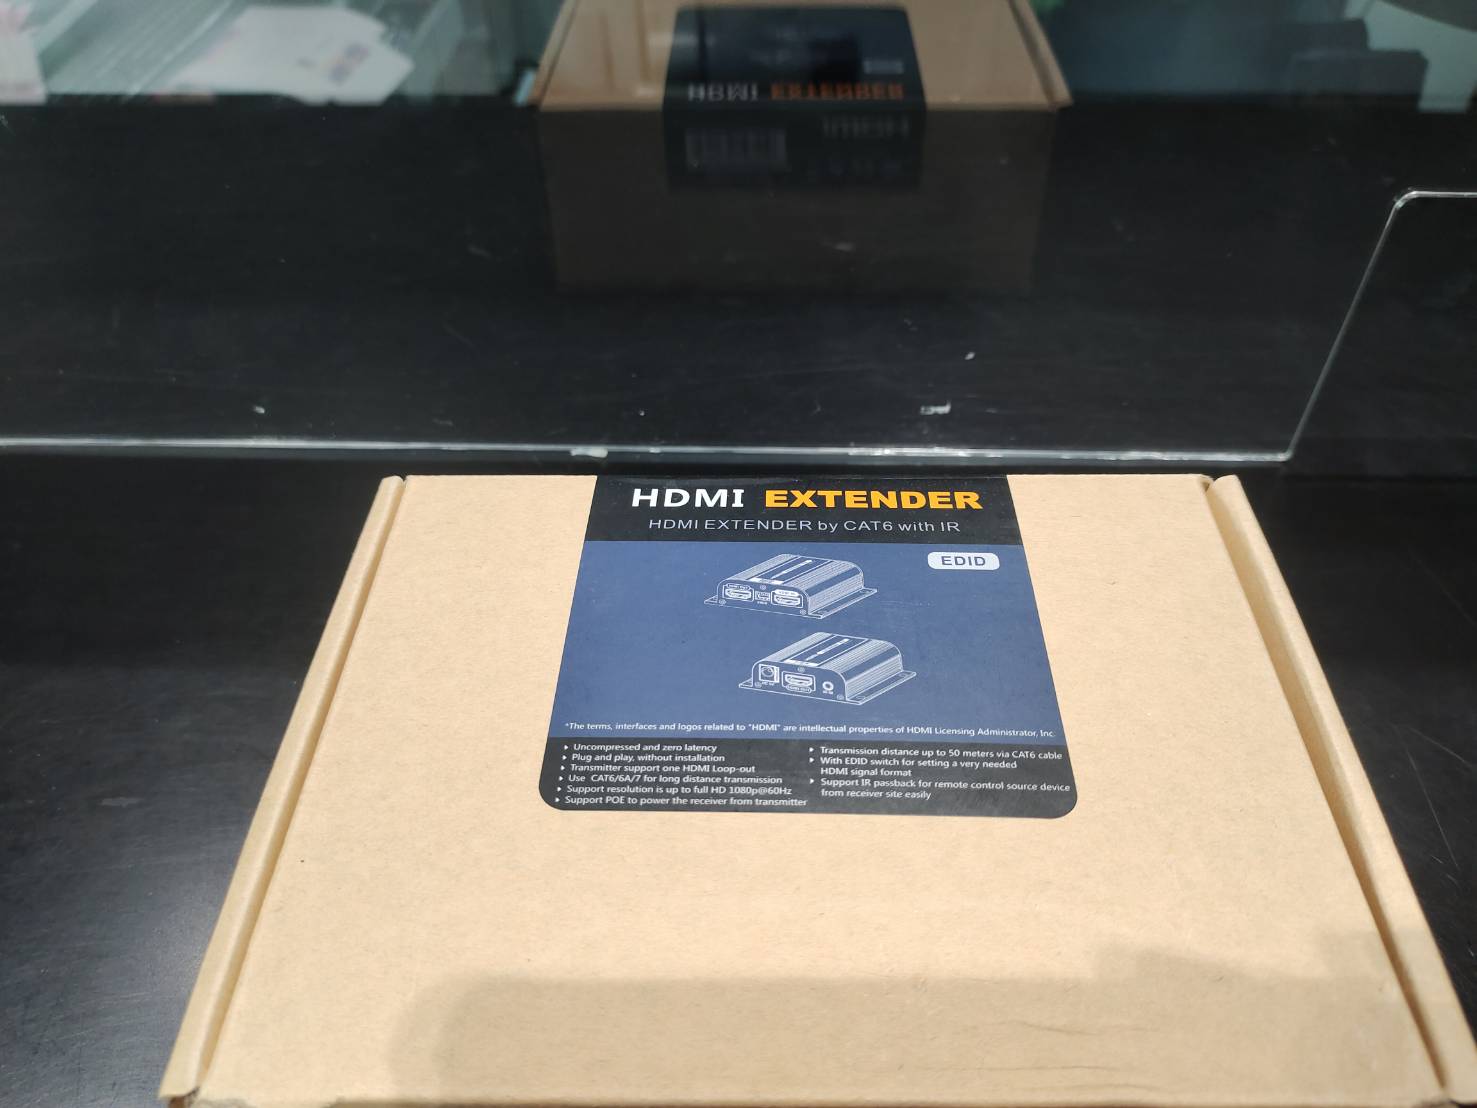 HDMI EXTENDER
HDMI EXTENDER by CAT6 with IR
EDID
*The terms, interfaces and logos related to "HDMI" are intellectual properties of HDMI Licensing Administrator, Inc.
Uncompressed and zero latency
Plug and play, without installation
Transmitter support one HDMI Loop-out
Use CAT6/6A/7 for long distance transmission
Support resolution is up to full HD 1080p@60Hz
Support POE to power the receiver from transmitter
Transmission distance up to 50 meters via CAT6 cable
With EDID switch for setting a very needed
HDMI signal format
Support IR passback for remote control source device
from receiver site easily